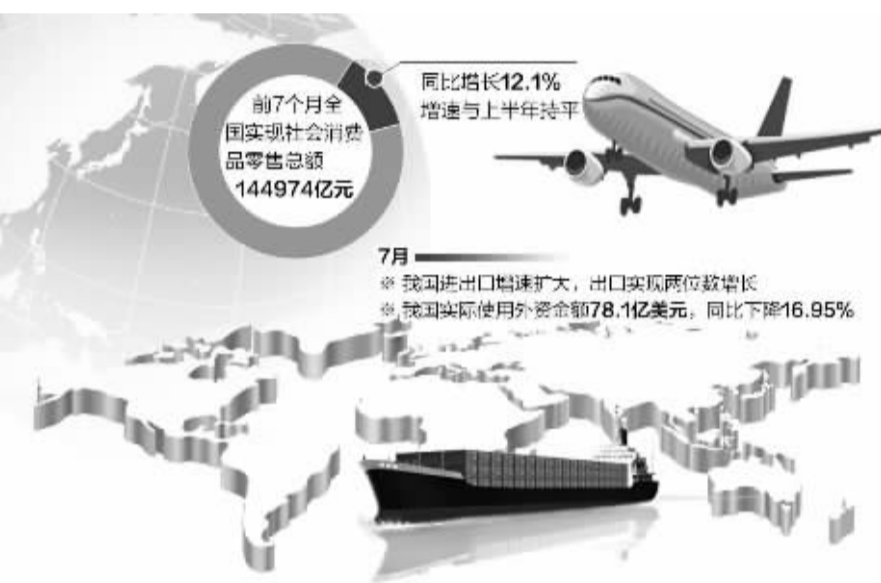 前7个月全
国实现社会消费
品零售总额
144974亿元
同比增长12.1%
增速与上半年持平
7月
※ 我国进出口增速扩大，出口实现两位数增长
※ 我国实际使用外资金额78.1亿美元，同比下降16.95%